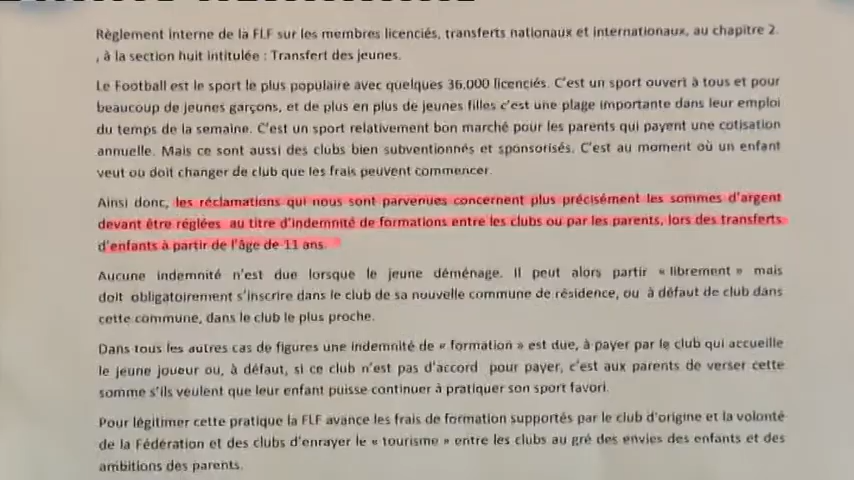 Règlement interne de la FLF sur les membres licenciés, transferts nationaux et internationaux, au chapitre 2.
, à la section huit intitulée : Transfert des jeunes.
Le Football est le sport le plus populaire avec quelques 36.000 licenciés. C'est un sport ouvert à tous et pour
beaucoup de jeunes garçons, et de plus en plus de jeunes filles c'est une plage importante dans leur emploi
du temps de la semaine. C'est un sport relativement bon marché pour les parents qui payent une cotisation
annuelle. Mais ce sont aussi des clubs bien subventionnés et sponsorisés. C'est au moment où un enfant
veut ou doit changer de club que les frais peuvent commencer.
Ainsi donc, les réclamations qui nous sont parvenues concernent plus précisément les sommes d'argent
devant être réglées au titre d'indemnité de formations entre les clubs ou par les parents, lors des transferts
d'enfants à partir de l'âge de 11 ans.
Aucune indemnité n'est due lorsque le jeune déménage. Il peut alors partir « librement » mais
doit obligatoirement s'inscrire dans le club de sa nouvelle commune de résidence, ou à défaut de club dans
cette commune, dans le club le plus proche.
Dans tous les autres cas de figures une indemnité de « formation » est due, à payer par le club qui accueille
le jeune joueur ou, à défaut, si ce club n'est pas d'accord pour payer, c'est aux parents de verser cette
somme s'ils veulent que leur enfant puisse continuer à pratiquer son sport favori.
Pour légitimer cette pratique la FLF avance les frais de formation supportés par le club d'origine et la volonté
de la Fédération et des clubs d'enrayer le « tourisme » entre les clubs au gré des envies des enfants et des
ambitions des parents.